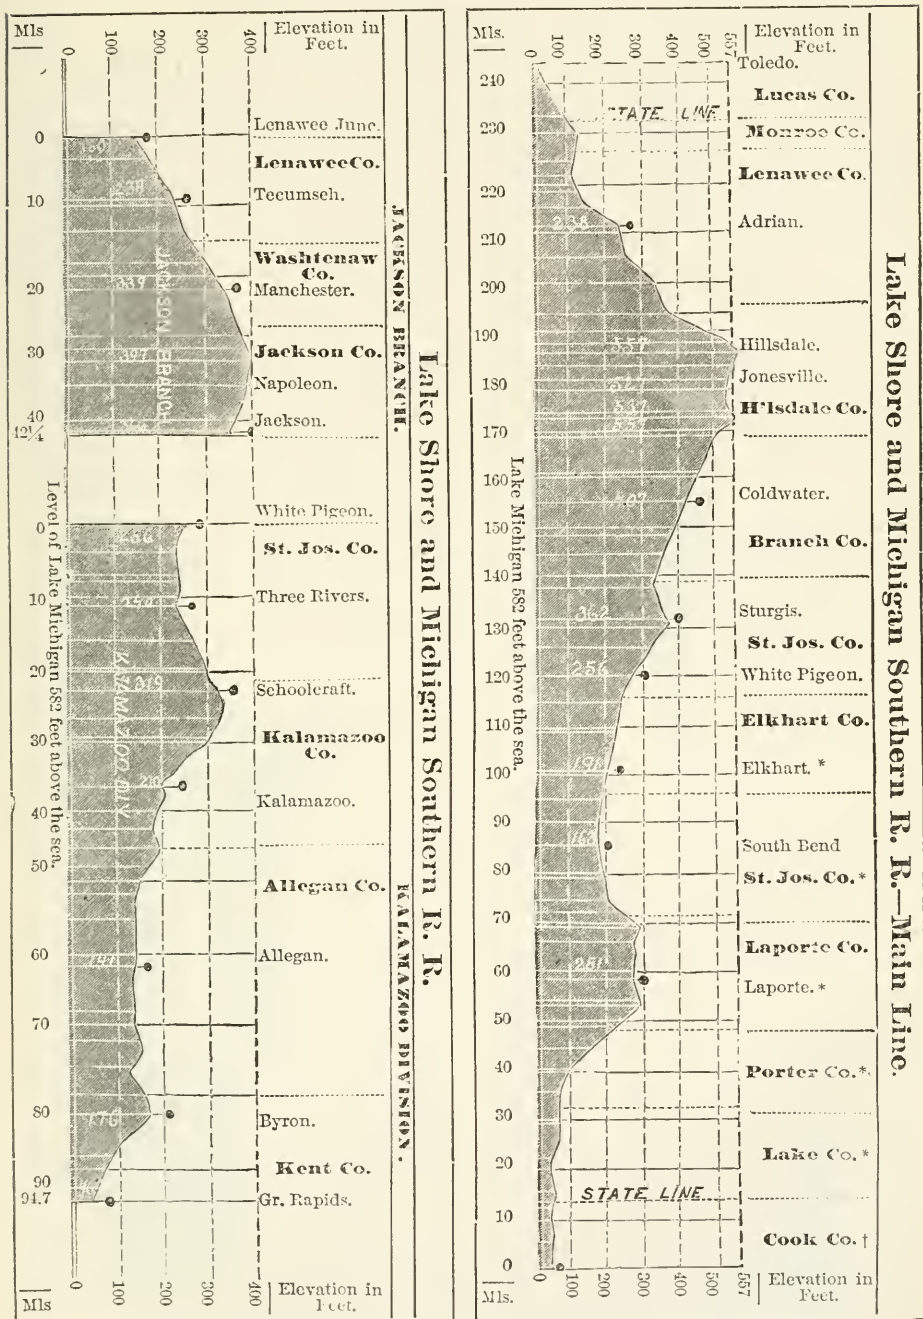 Mls
0
100
200
300
400
Elevation in
Feet.
Lenawee Junc.
0
LenaweeCo.
Tecumseh.
10
Washtenaw
Co.
20
339
Manchester.
30
397
Jackson Co.
Napoleon.
40
Jackson.
42¼
JACKSON BRANCH
JACKSON BRANCH.
White Pigeon.
0
St. Jos. Co.
10
Three Rivers.
20
319
Schoolcraft.
30
Kalamazoo
Co.
40
Kalamazoo.
50
Allegan Co.
60
Allegan.
70
80
176
Byron.
90
Kent Co.
94.7
Gr. Rapids.
KALAMAZOO DIV
KALAMAZOO DIVISION.
Level of Lake Michigan 582 feet above the sea.
Mls
0
100
200
300
400
Elevation in
Feet.
Lake Shore and Michigan Southern R. R.
Mls.
0
100
200
300
400
500
557
Elevation in
Feet.
Toledo.
240
Lucas Co.
STATE LINE
230
Monroe Co.
Lenawee Co.
220
238
Adrian.
210
200
190
557
Hillsdale.
Jonesville.
180
H'lsdale Co.
170
160
Coldwater.
150
Branch Co.
140
362
Sturgis.
130
St. Jos. Co.
120
White Pigeon.
110
Elkhart Co.
100
Elkhart. *
90
South Bend
80
St. Jos. Co. *
70
Laporte Co.
60
251
Laporte. *
50
40
Porter Co. *
30
20
Lake Co. *
STATE LINE
10
Cook Co. †
0
Lake Michigan 582 feet above the sea.
Mls.
0
100
200
300
400
500
557
Elevation in
Feet.
Lake Shore and Michigan Southern R. R.—Main Line.